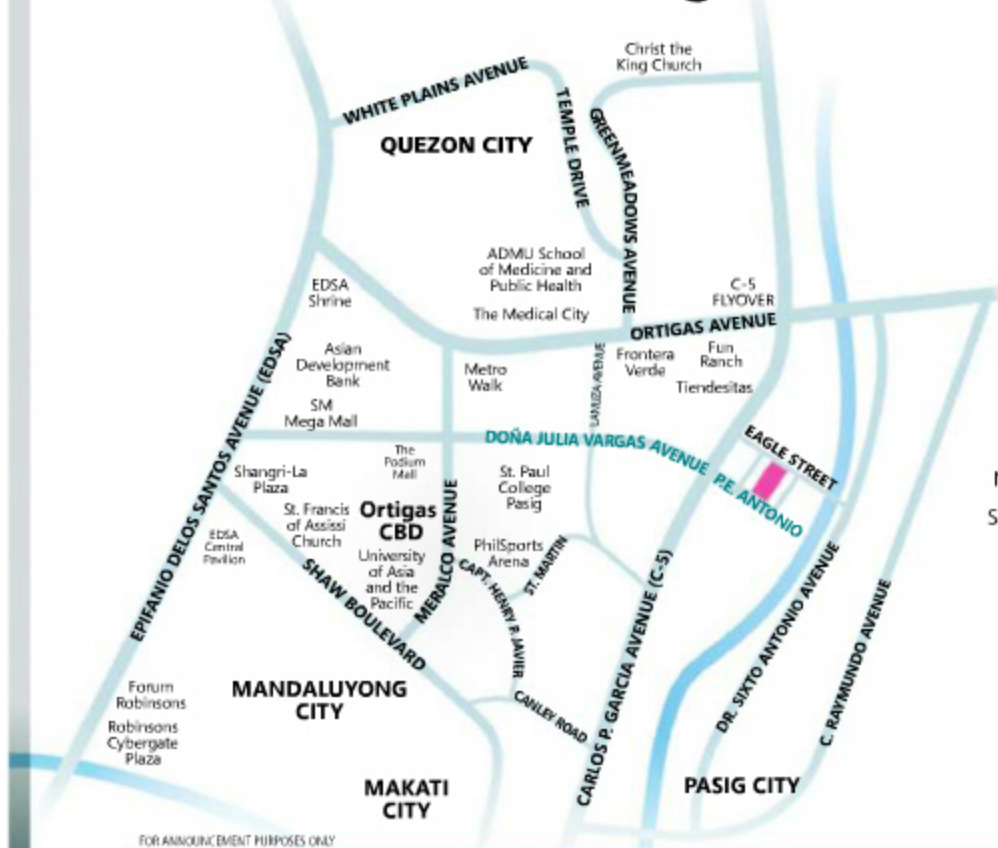 Christ the
King Church
WHITE PLAINS AVENUE
TEMPLE DRIVE
GREENMEADOWS AVENUE
QUEZON CITY
ADMU School
of Medicine and
Public Health
The Medical City
EDSA
Shrine
C-5
FLYOVER
ORTIGAS AVENUE
Asian
Development
Bank
Metro
Walk
LANUZA AVENUE
Frontera
Verde
Fun
Ranch
Tiendesitas
SM
Mega Mall
EPIFANIO DELOS SANTOS AVENUE (EDSA)
DOÑA JULIA VARGAS AVENUE
EAGLE STREET
P.E. ANTONIO
The
Podium
Mall
Shangri-La
Plaza
St. Paul
College
Pasig
St. Francis
of Assissi
Church
Ortigas
CBD
EDSA
Central
Pavilion
University
of Asia
and the
Pacific
MERALCO AVENUE
PhilSports
Arena
ST. MARTIN
CAPT. HENRY P. JAVIER
SHAW BOULEVARD
CANLEY ROAD
CARLOS P. GARCIA AVENUE (C-5)
DR. SIXTO ANTONIO AVENUE
C. RAYMUNDO AVENUE
Forum
Robinsons
Robinsons
Cybergate
Plaza
MANDALUYONG
CITY
MAKATI
CITY
PASIG CITY
FOR ANNOUNCEMENT PURPOSES ONLY